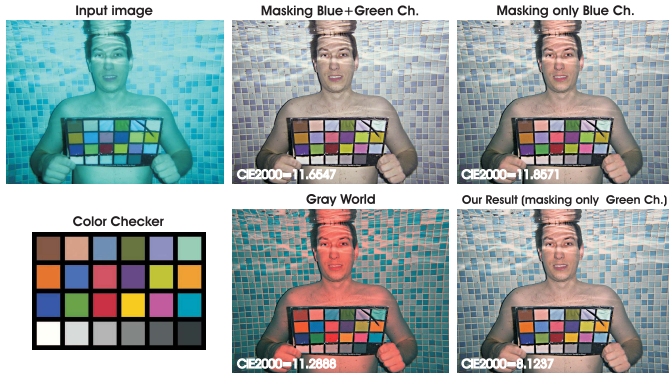 Input image
Masking Blue+Green Ch.
Masking only Blue Ch.
CIE2000=11.6547
CIE2000=11.8571
Color Checker
Gray World
Our Result (masking only Green Ch.)
CIE2000=11.2888
CIE2000=8.1237